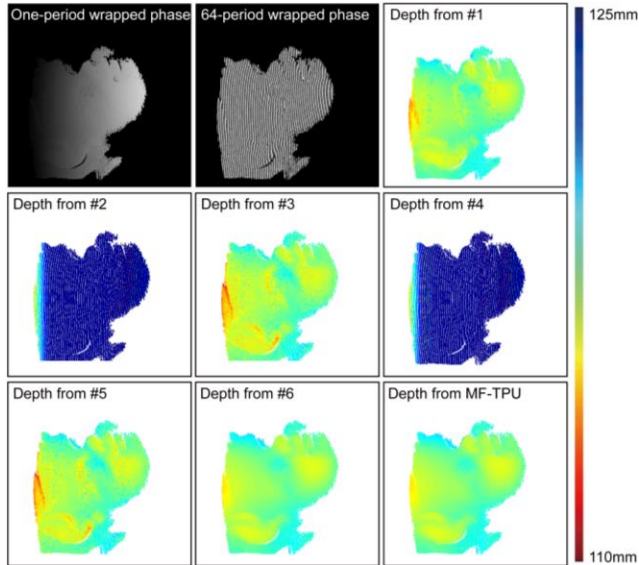 One-period wrapped phase
64-period wrapped phase
Depth from #1
125mm
Depth from #2
Depth from #3
Depth from #4
Depth from #5
Depth from #6
Depth from MF-TPU
110mm